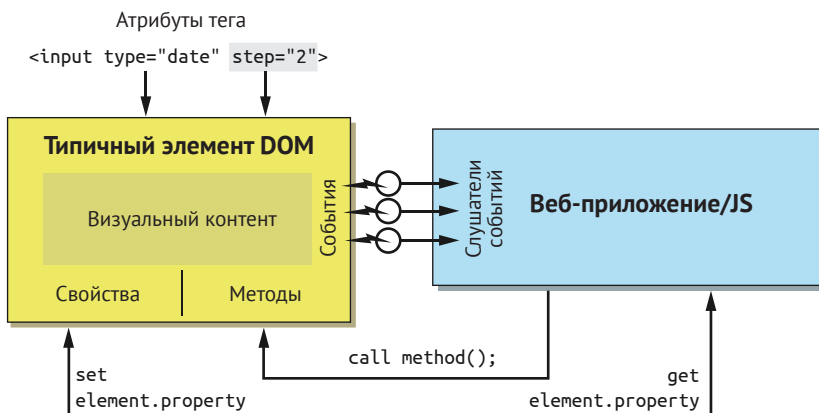 Атрибуты тега
<input type="date" step="2">
Типичный элемент DOM
Визуальный контент
События
Свойства
Методы
Слушатели
событий
Веб-приложение/JS
call method();
set
element.property
get
element.property